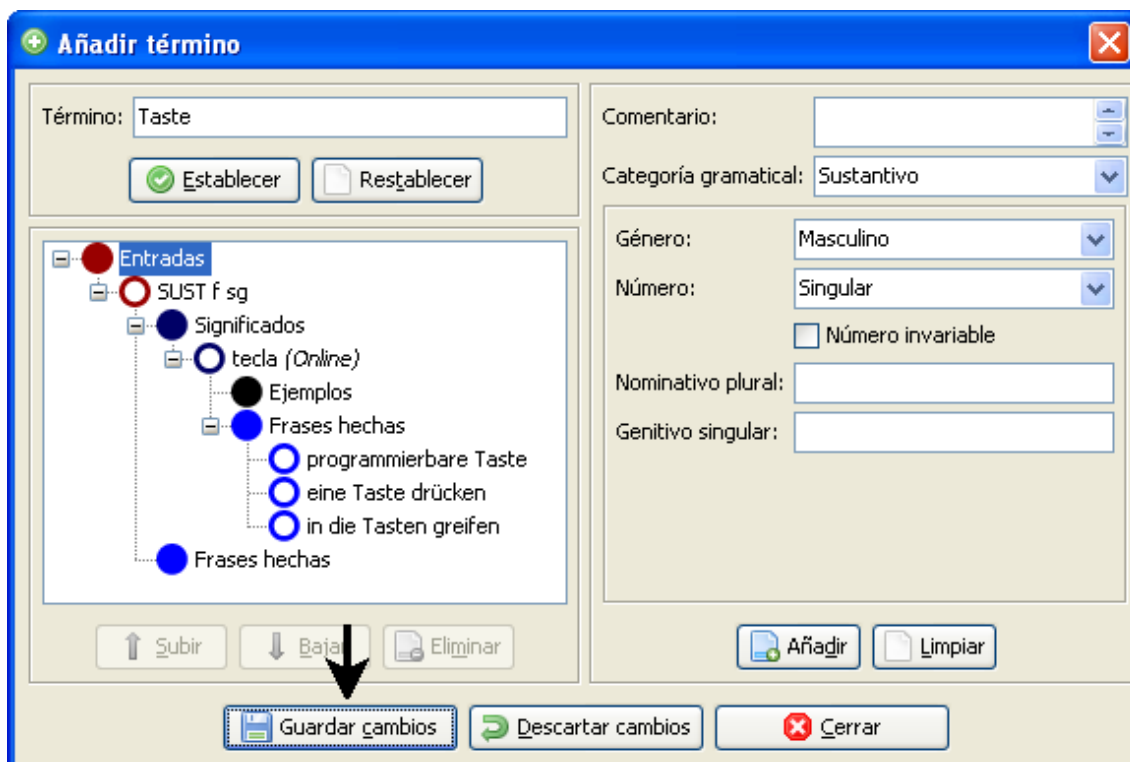 Añadir término
Término: Taste
Establecer Restablecer
Entradas
SUST f sg
Significados
tecla (Online)
Ejemplos
Frases hechas
programmierbare Taste
eine Taste drücken
in die Tasten greifen
Frases hechas
Subir Bajar Eliminar
Comentario:
Categoría gramatical: Sustantivo
Género: Masculino
Número: Singular
Número invariable
Nominativo plural:
Genitivo singular:
Añadir Limpiar
Guardar cambios Descartar cambios Cerrar